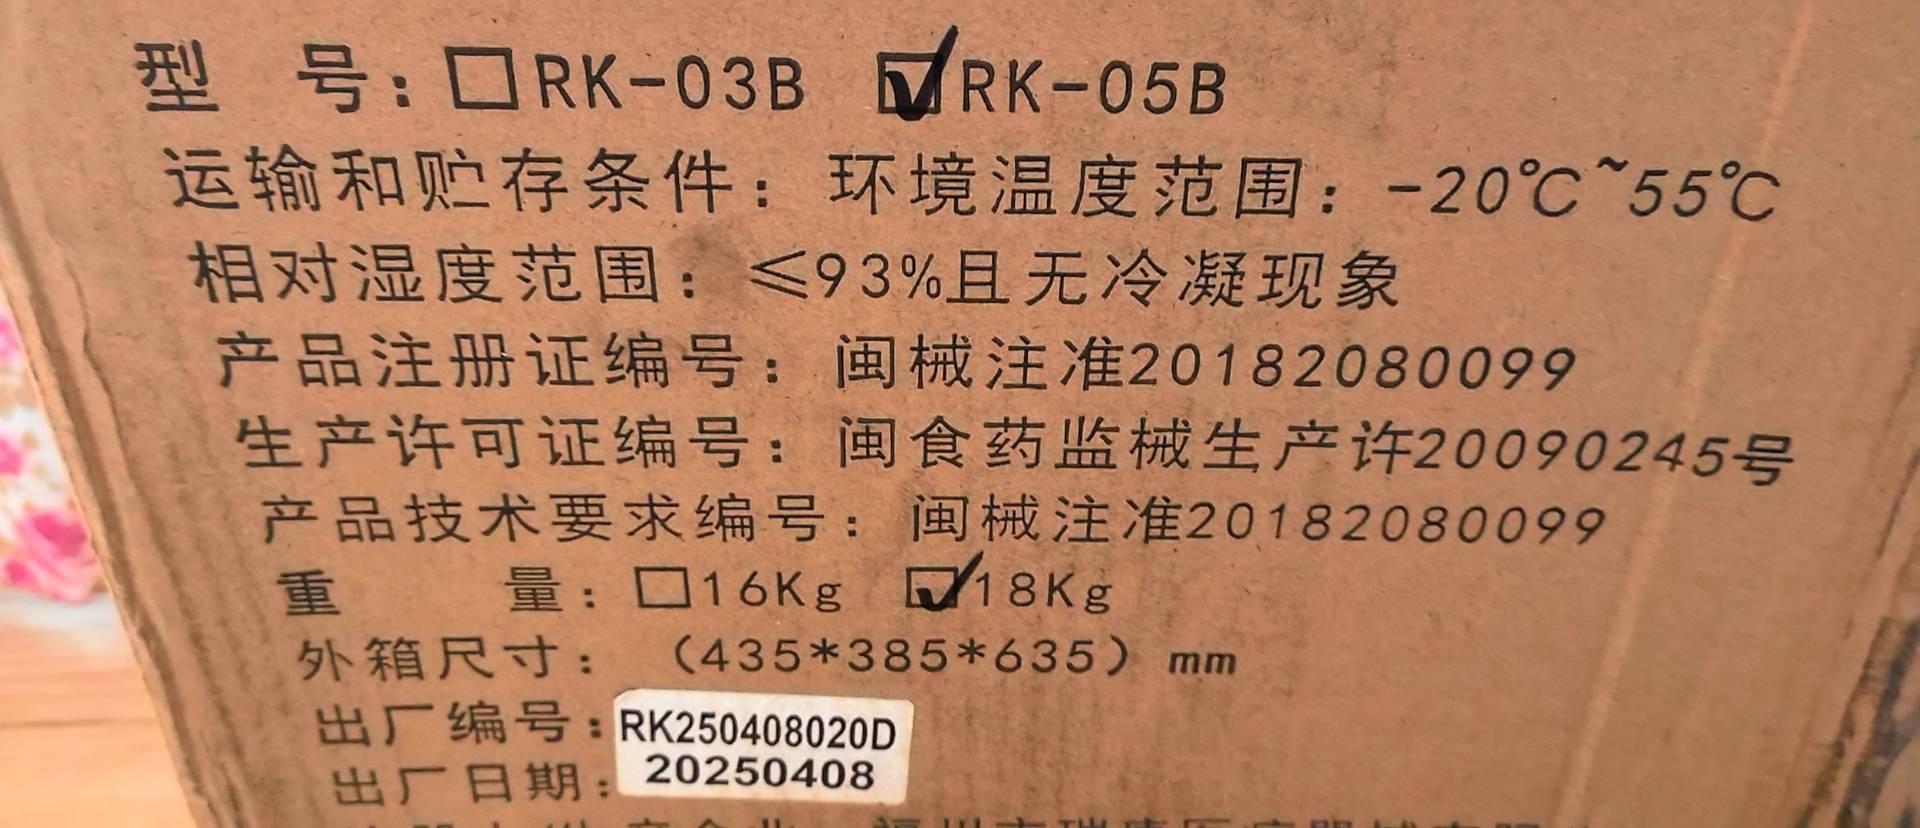 型 号：□RK-03B ☑RK-05B
运输和贮存条件：环境温度范围：-20℃~55℃
相对湿度范围：≤93%且无冷凝现象
产品注册证编号：闽械注准20182080099
生产许可证编号：闽食药监械生产许20090245号
产品技术要求编号：闽械注准20182080099
重 量：□16Kg ☑18Kg
外箱尺寸：（435*385*635）mm
出厂编号：RK250408020D
出厂日期：20250408